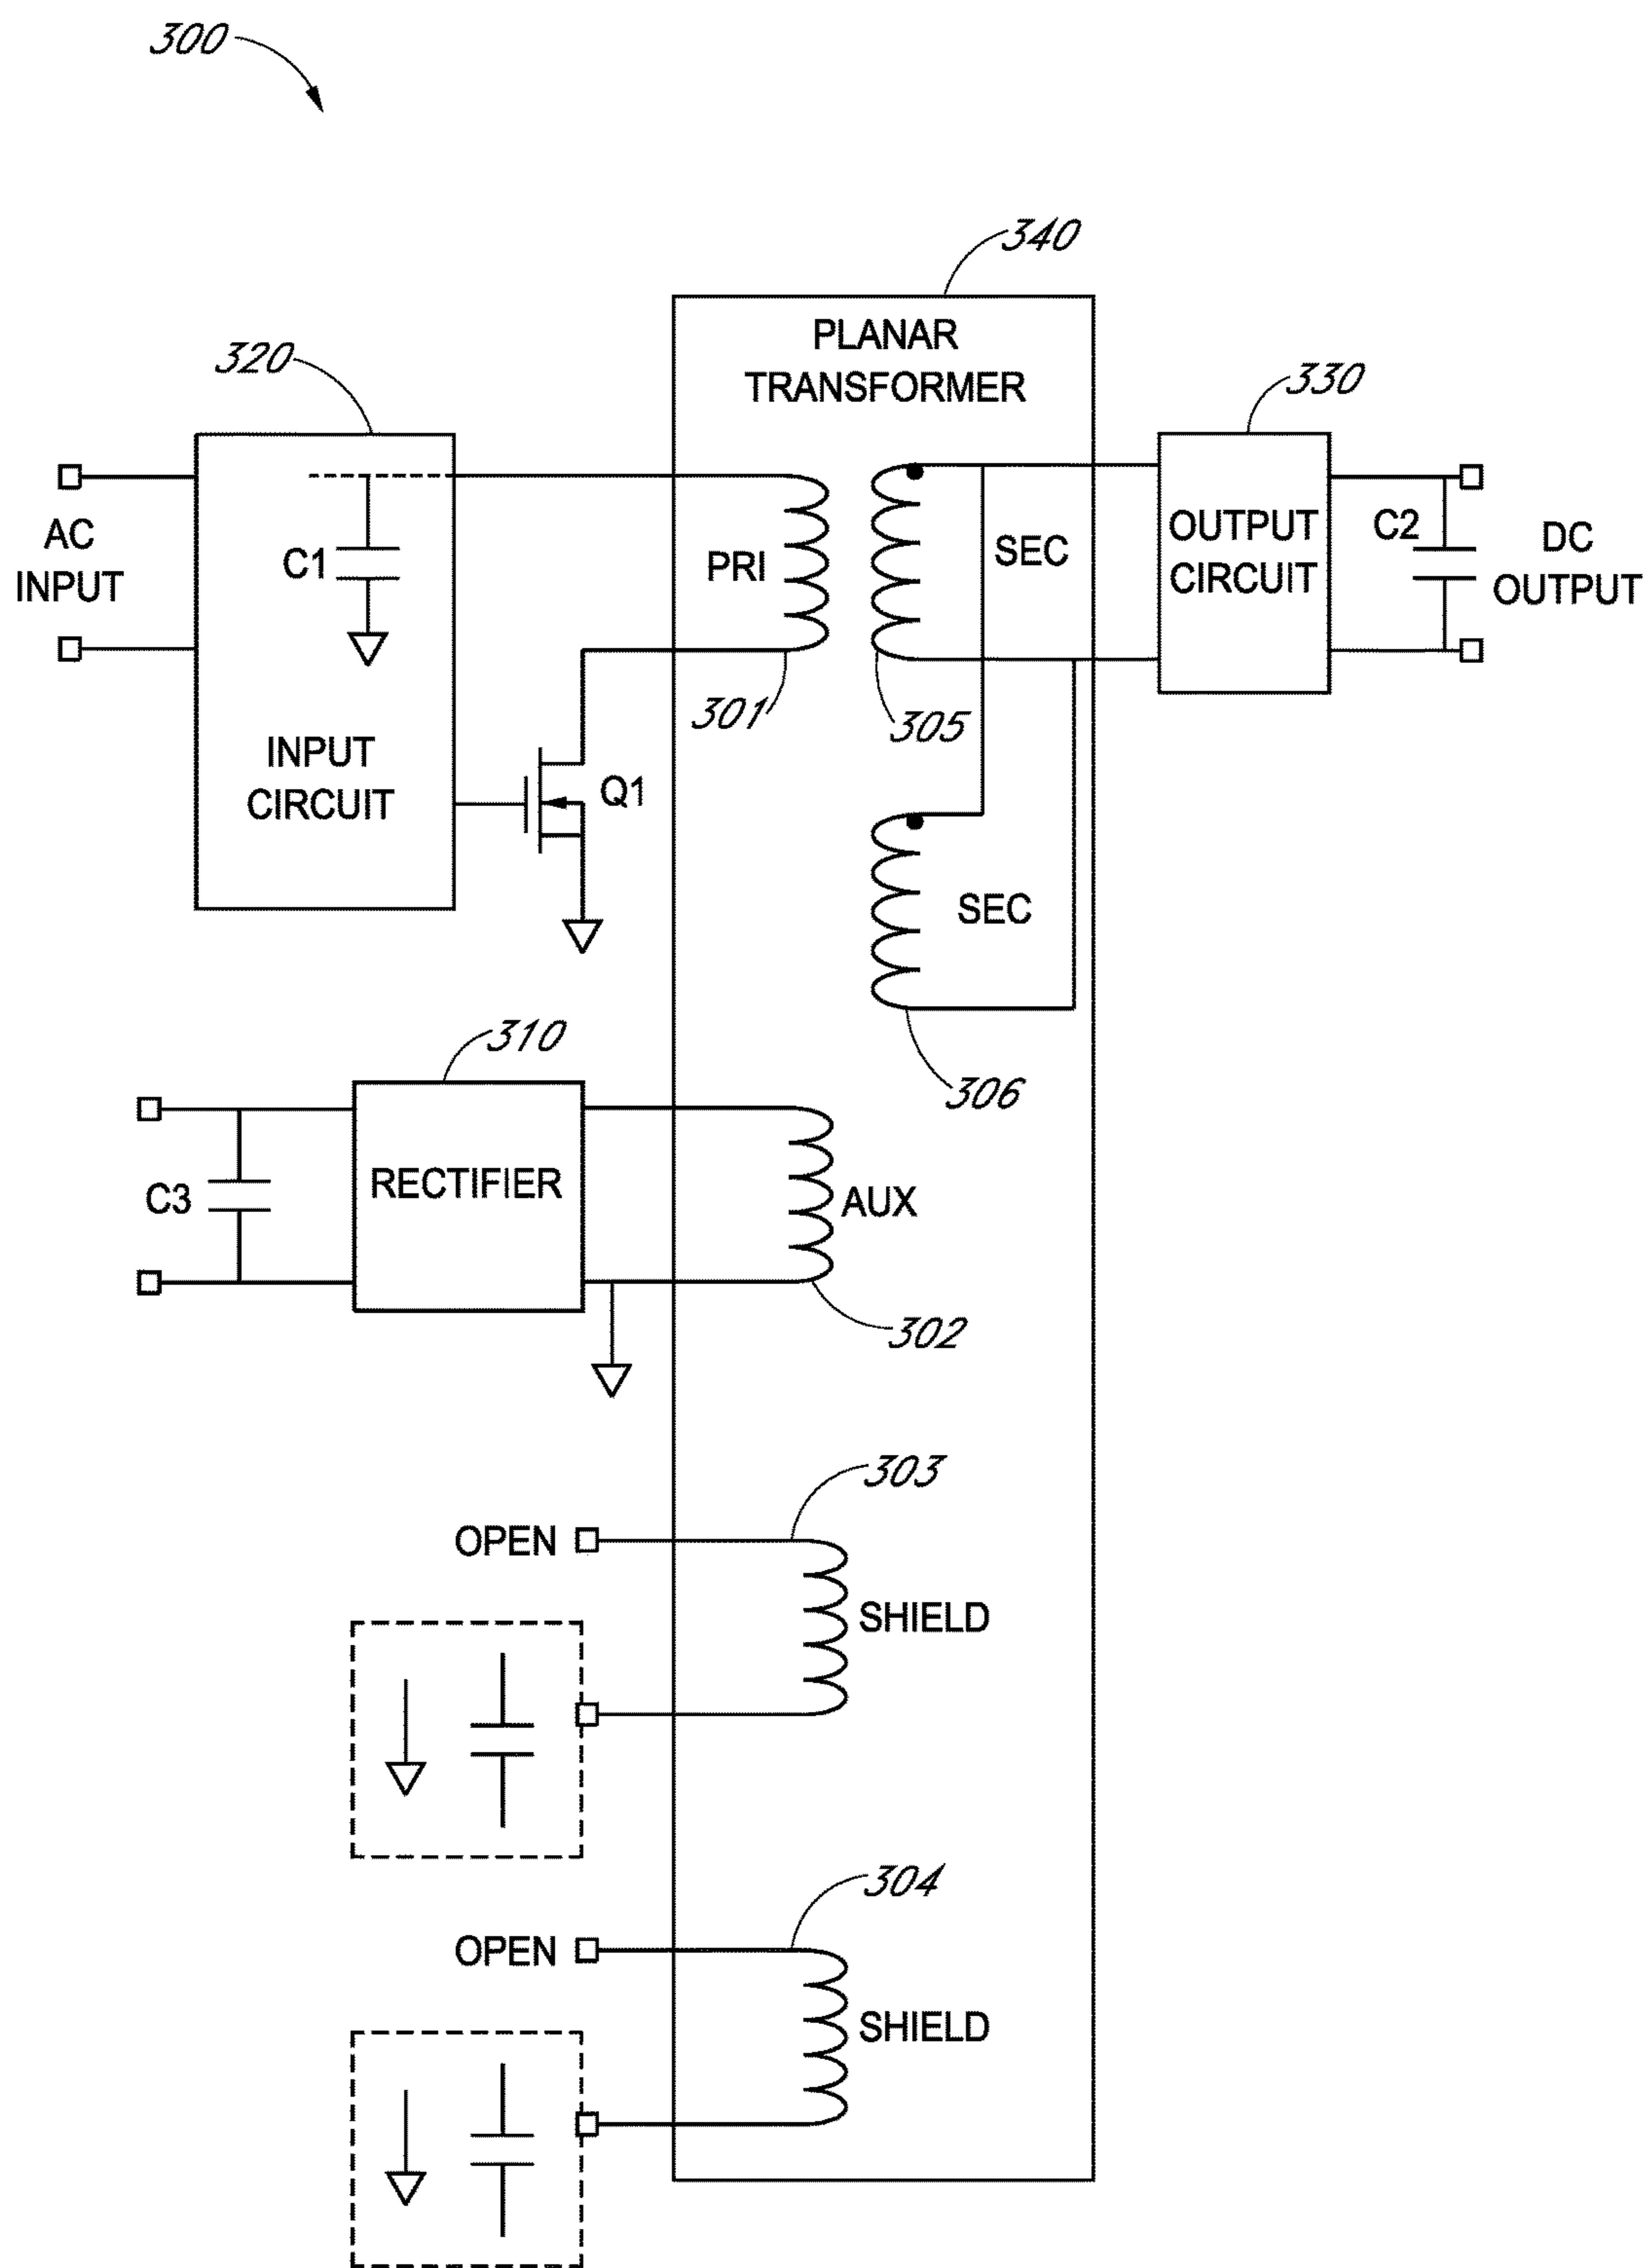 300
340
PLANAR
TRANSFORMER
320
330
AC
INPUT
C1
PRI
SEC
OUTPUT
CIRCUIT
C2
DC
OUTPUT
301
305
INPUT
CIRCUIT
Q1
SEC
306
310
RECTIFIER
C3
AUX
302
303
OPEN
SHIELD
304
OPEN
SHIELD